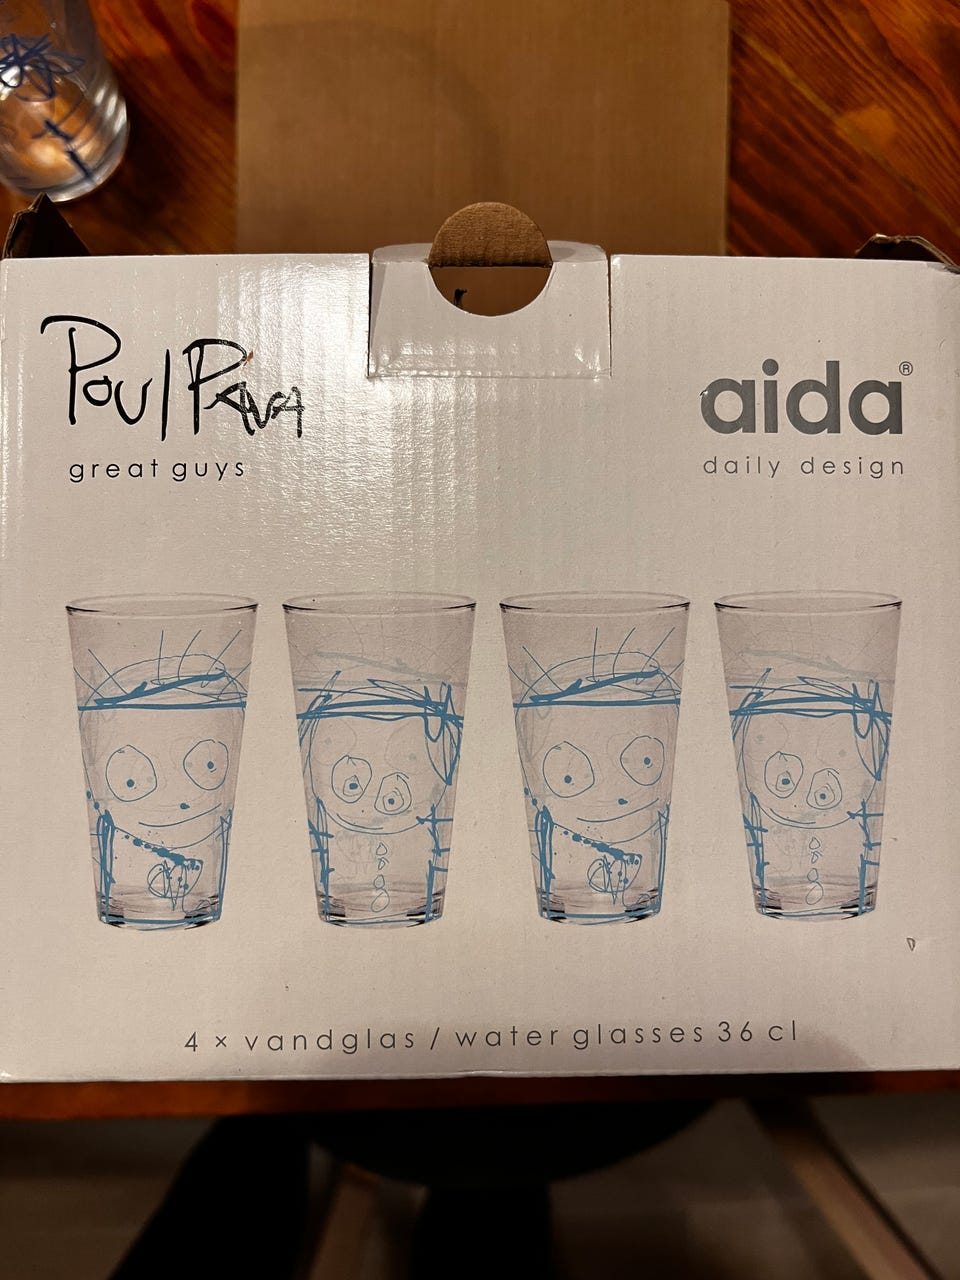 Poul Pava
great guys
aida®
daily design
4 × vandglas / water glasses 36 cl